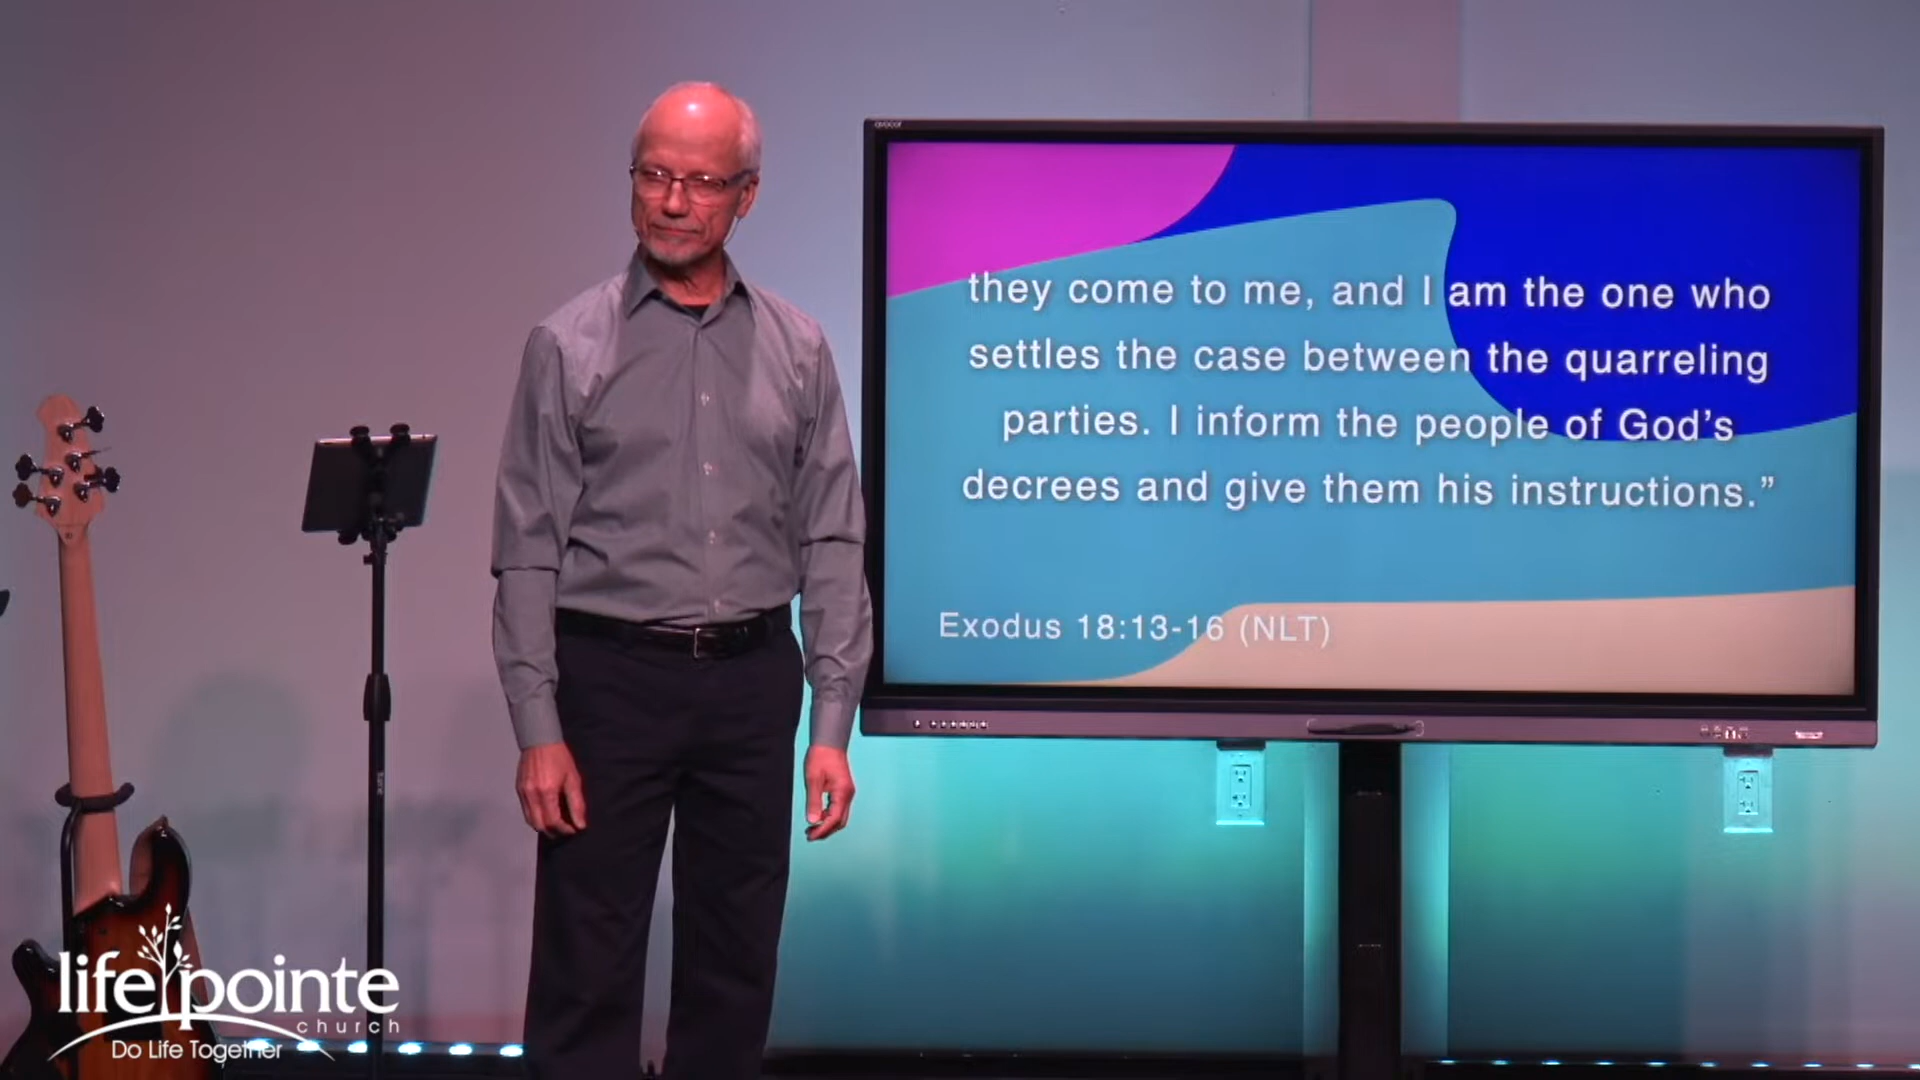 avocor
they come to me, and I am the one who
settles the case between the quarreling
parties. I inform the people of God’s
decrees and give them his instructions.”
Exodus 18:13-16 (NLT)
life pointe
church
Do Life Together